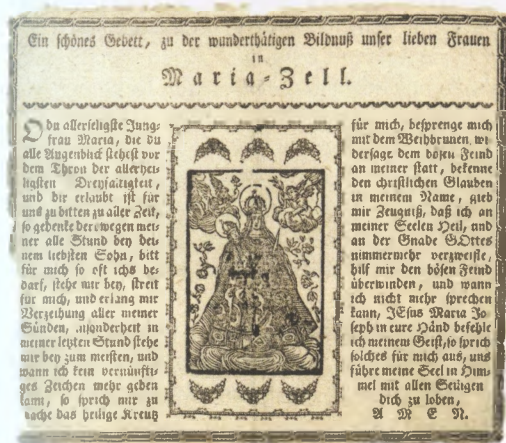 Ein schönes Gebett, zu der wunderthätigen Bildnuß unser lieben Frauen
in
Maria-Zell.
O du allerseligste Jung-
frau Maria, die du
alle Augenblick stehest vor
dem Thron der allerhei-
ligsten Dreyfaltigkeit,
und dir erlaubt ist für
uns zu bitten zu aller Zeit,
so gedenke derowegen mei-
ner alle Stund bey dei-
nem liebsten Sohn, bitt
für mich so oft ichs be-
darf, stehe mir bey, streit
für mich, und erlang mir
Verzeihung aller meiner
Sünden, insonderheit in
meiner letzten Stund stehe
mir bey zum meisten, und
wann ich kein vernünfti-
ges Zeichen mehr geben
kann, so sprich mir zu
mache das heilige Kreutz
für mich, besprenge mich
mit dem Weihbrunen, wi-
dersage dem bösen Feind
an meiner statt, bekenne
den christlichen Glauben
in meinem Name, gieb
mir Zeugniß, daß ich an
meiner Seelen Heil, und
an der Gnade GOttes
nimmermehr verzweifle,
hilf mir den bösen Feind
überwinden, und wann
ich nicht mehr sprechen
kann, JEsus Maria Jo-
seph in eure Händ befehle
ich meinem Geist, so sprich
solches für mich aus, und
führe meine Seel in Him-
mel mit allen Seligen
dich zu loben,
A M E N.